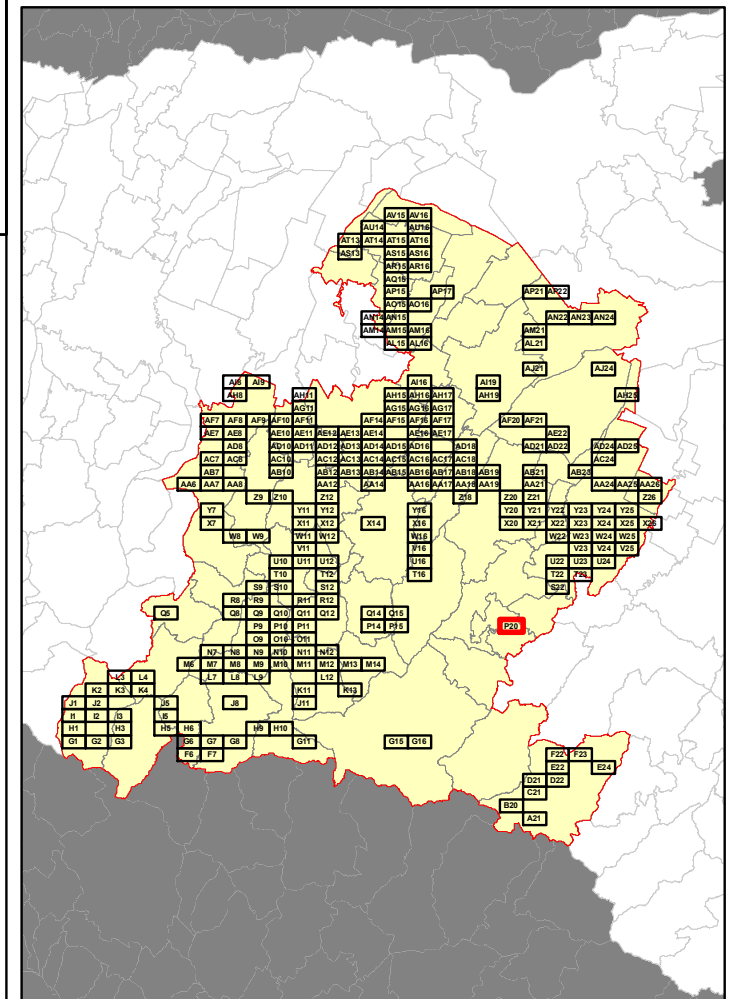 AV15 AV16
AU14 AU16
AT13 AT14 AT15 AT16
AS13 AS15 AS16
AR15 AR16
AQ15
AP15 AP17 AP21 AP22
AO15 AO16
AN14 AN15 AN22 AN23 AN24
AM14 AM15 AM16 AM21
AL15 AL16 AL21
AJ21 AJ24
AI8 AI9 AI16 AI19
AH8 AH11 AH15 AH16 AH17 AH19 AH25
AG11 AG15 AG16 AG17
AF7 AF8 AF9 AF10 AF11 AF14 AF15 AF16 AF17 AF20 AF21
AE7 AE8 AE10 AE11 AE12 AE13 AE14 AE16 AE17 AE22
AD8 AD10 AD11 AD12 AD13 AD14 AD15 AD16 AD18 AD21 AD22 AD24 AD25
AC7 AC8 AC10 AC12 AC13 AC14 AC15 AC16 AC17 AC18 AC24
AB7 AB10 AB12 AB13 AB14 AB15 AB16 AB17 AB18 AB19 AB21 AB23
AA6 AA7 AA8 AA12 AA14 AA16 AA17 AA18 AA19 AA21 AA24 AA25 AA26
Z9 Z10 Z12 Z18 Z20 Z21 Z26
Y7 Y11 Y12 Y16 Y20 Y21 Y22 Y23 Y24 Y25
X7 X11 X12 X14 X16 X20 X21 X22 X23 X24 X25 X26
W8 W9 W11 W12 W16 W22 W23 W24 W25
V11 V16 V23 V24 V25
U10 U11 U12 U16 U22 U23 U24
T10 T12 T16 T22 T23
S9 S10 S12 S22
R8 R9 R11 R12
Q5 Q8 Q9 Q10 Q11 Q12 Q14 Q15
P9 P10 P11 P14 P15 P20
O9 O10 O11
N7 N8 N9 N10 N11 N12
M6 M7 M8 M9 M10 M11 M12 M13 M14
L3 L4 L7 L8 L9 L12
K2 K3 K4 K11 K13
J1 J2 J5 J8 J11
I1 I2 I3 I5
H1 H3 H5 H6 H9 H10
G1 G2 G3 G6 G7 G8 G11 G15 G16
F6 F7 F22 F23
E22 E24
D21 D22
C21
B20
A21